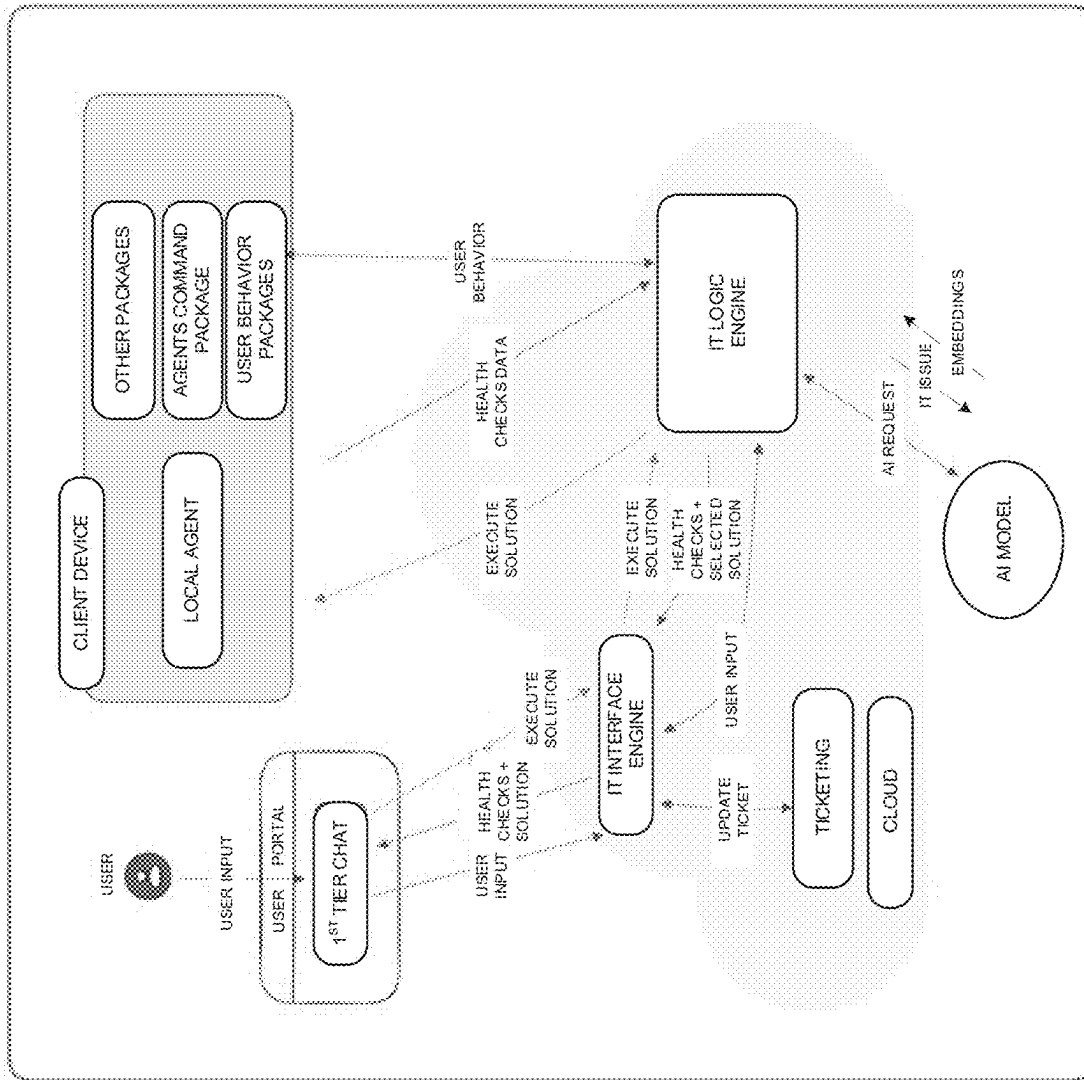 USER
USER INPUT
USER PORTAL
1ST TIER CHAT
CLIENT DEVICE
LOCAL AGENT
OTHER PACKAGES
AGENTS COMMAND
PACKAGE
USER BEHAVIOR
PACKAGES
USER
INPUT
HEALTH
CHECKS +
SOLUTION
EXECUTE
SOLUTION
EXECUTE
SOLUTION
HEALTH
CHECKS DATA
USER
BEHAVIOR
IT INTERFACE
ENGINE
EXECUTE
SOLUTION
HEALTH
CHECKS +
SELECTED
SOLUTION
USER INPUT
IT LOGIC
ENGINE
UPDATE
TICKET
TICKETING
CLOUD
AI REQUEST
IT ISSUE
EMBEDDINGS
AI MODEL